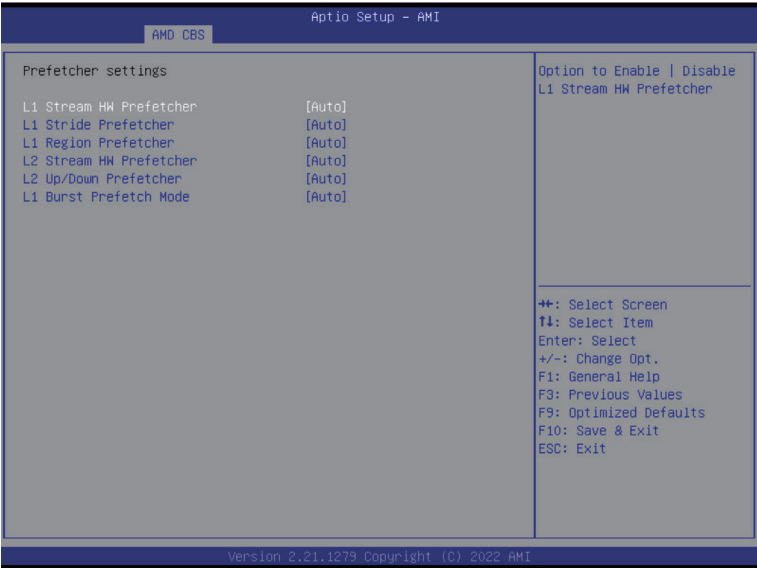 Aptio Setup – AMI
AMD CBS
Prefetcher settings
L1 Stream HW Prefetcher [Auto]
L1 Stride Prefetcher [Auto]
L1 Region Prefetcher [Auto]
L2 Stream HW Prefetcher [Auto]
L2 Up/Down Prefetcher [Auto]
L1 Burst Prefetch Mode [Auto]
Option to Enable | Disable
L1 Stream HW Prefetcher
→←: Select Screen
↑↓: Select Item
Enter: Select
+/-: Change Opt.
F1: General Help
F3: Previous Values
F9: Optimized Defaults
F10: Save & Exit
ESC: Exit
Version 2.21.1279 Copyright (C) 2022 AMI